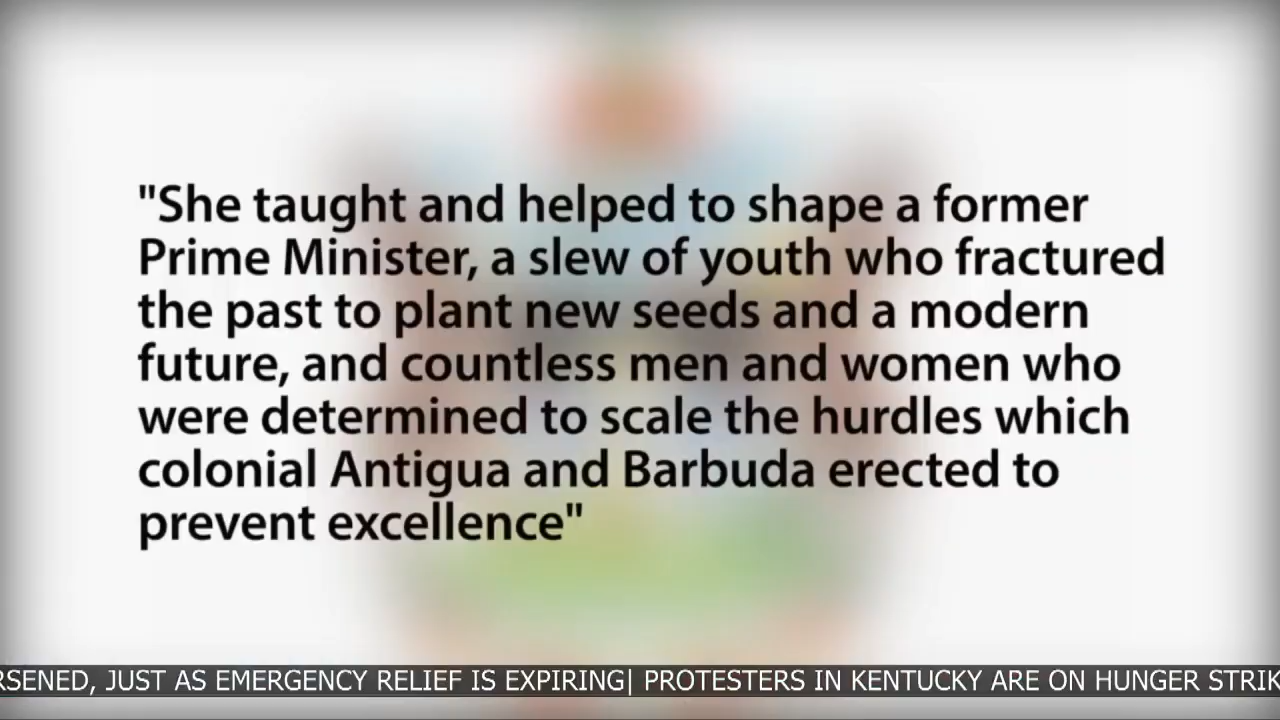 "She taught and helped to shape a former
Prime Minister, a slew of youth who fractured
the past to plant new seeds and a modern
future, and countless men and women who
were determined to scale the hurdles which
colonial Antigua and Barbuda erected to
prevent excellence"
RSENED, JUST AS EMERGENCY RELIEF IS EXPIRING| PROTESTERS IN KENTUCKY ARE ON HUNGER STRIK